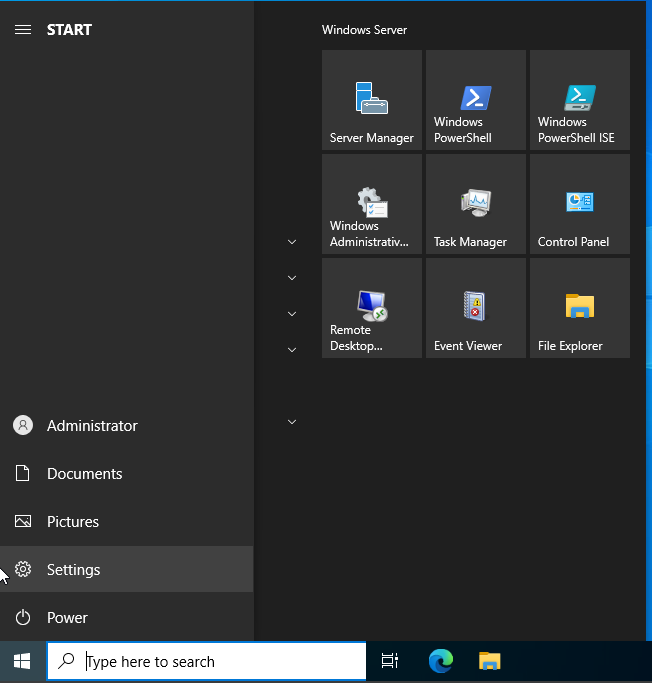 START
Windows Server
Server Manager
Windows
PowerShell
Windows
PowerShell ISE
Windows
Administrativ...
Task Manager
Control Panel
Remote
Desktop...
Event Viewer
File Explorer
Administrator
Documents
Pictures
Settings
Power
Type here to search